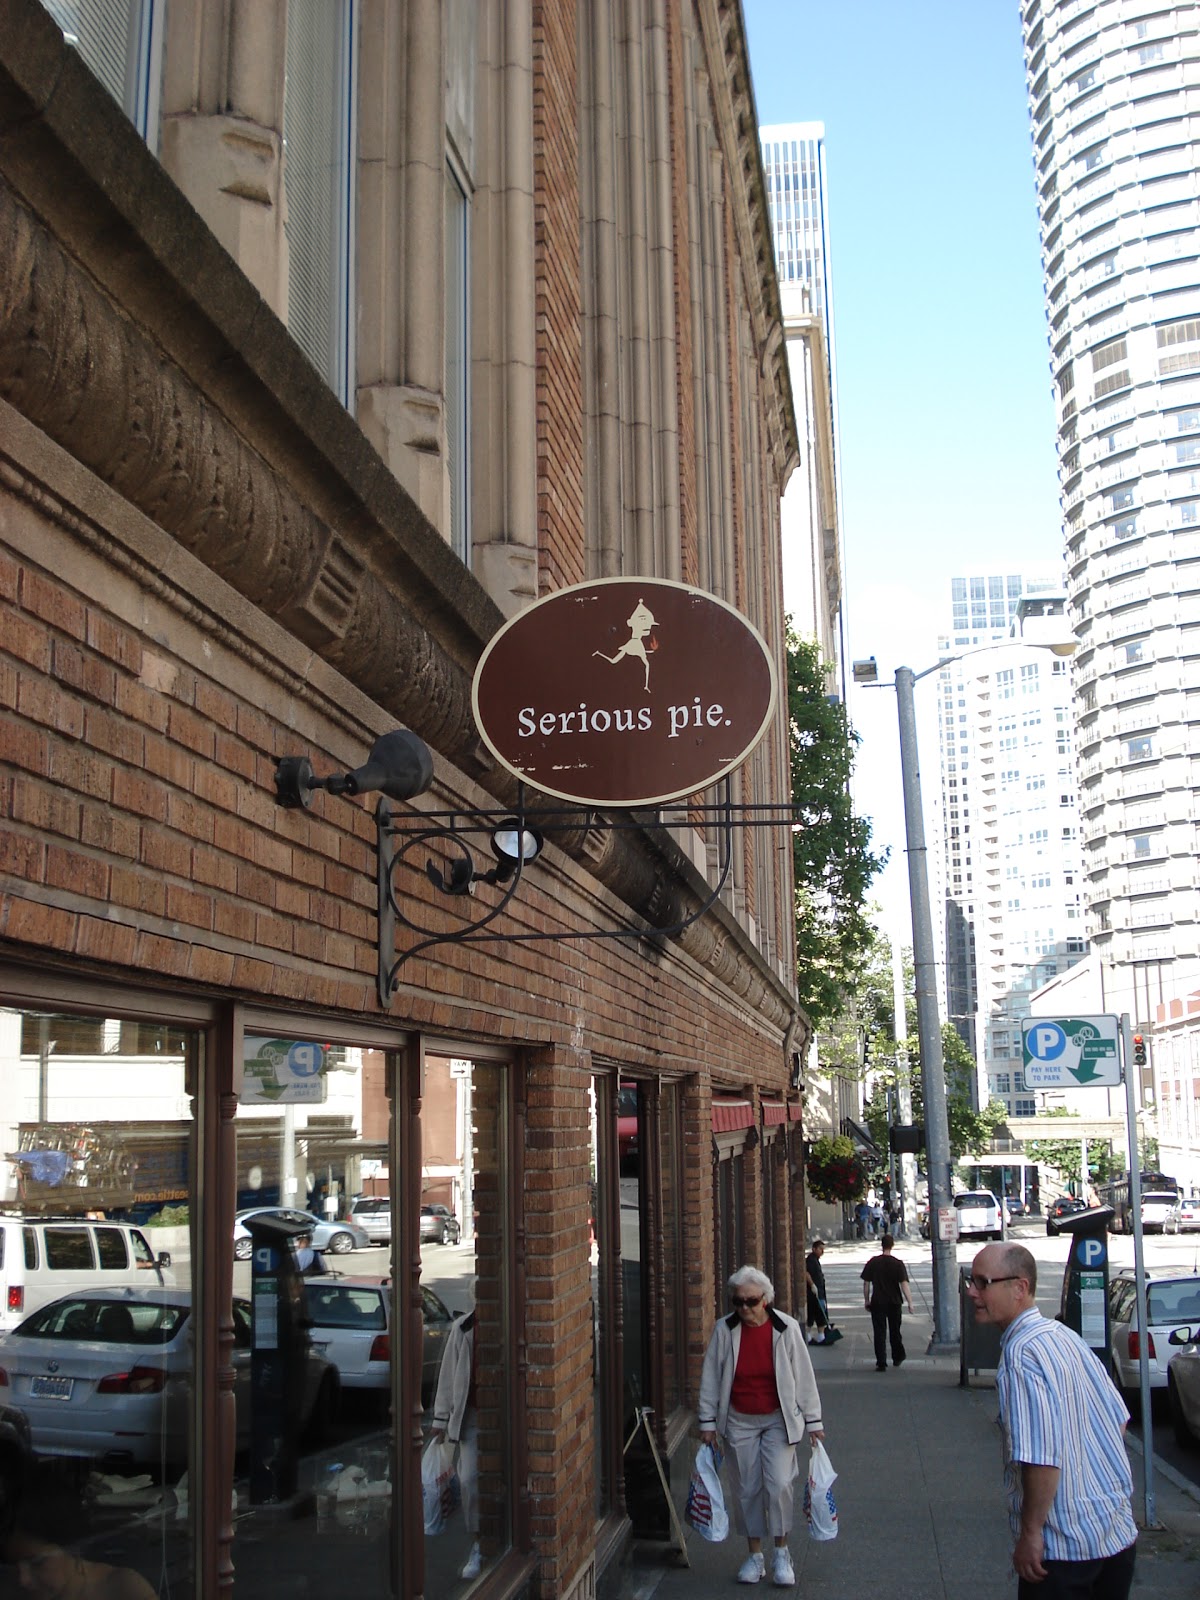 Serious pie.
P
PAY HERE
TO PARK
P